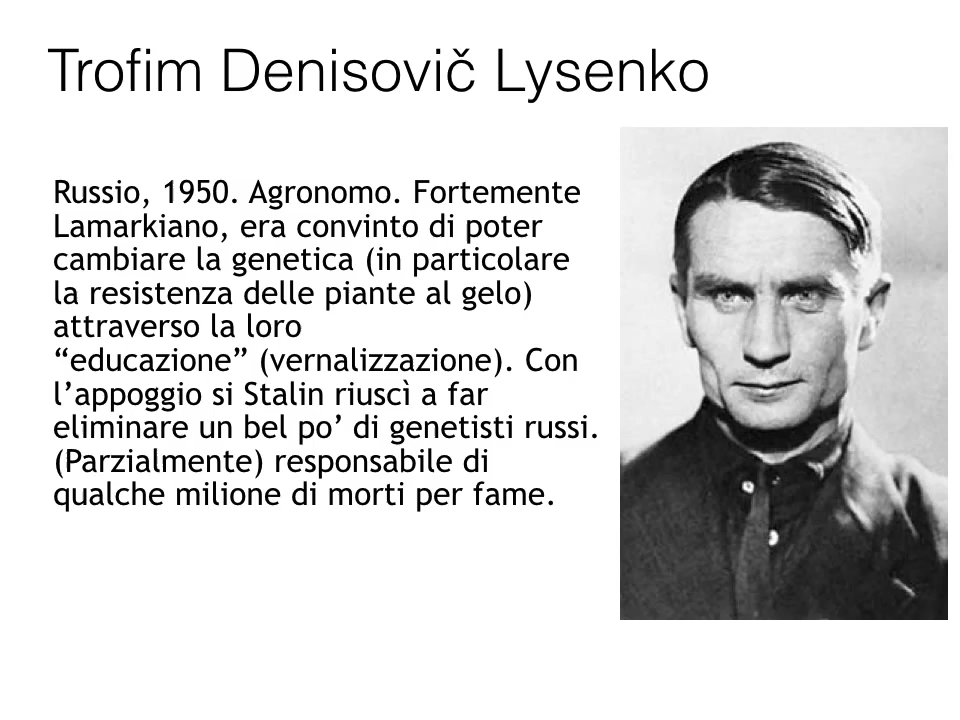 Trofim Denisovič Lysenko
Russio, 1950. Agronomo. Fortemente
Lamarkiano, era convinto di poter
cambiare la genetica (in particolare
la resistenza delle piante al gelo)
attraverso la loro
“educazione” (vernalizzazione). Con
l’appoggio si Stalin riuscì a far
eliminare un bel po’ di genetisti russi.
(Parzialmente) responsabile di
qualche milione di morti per fame.